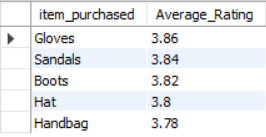 item_purchased Average_Rating
Gloves 3.86
Sandals 3.84
Boots 3.82
Hat 3.8
Handbag 3.78